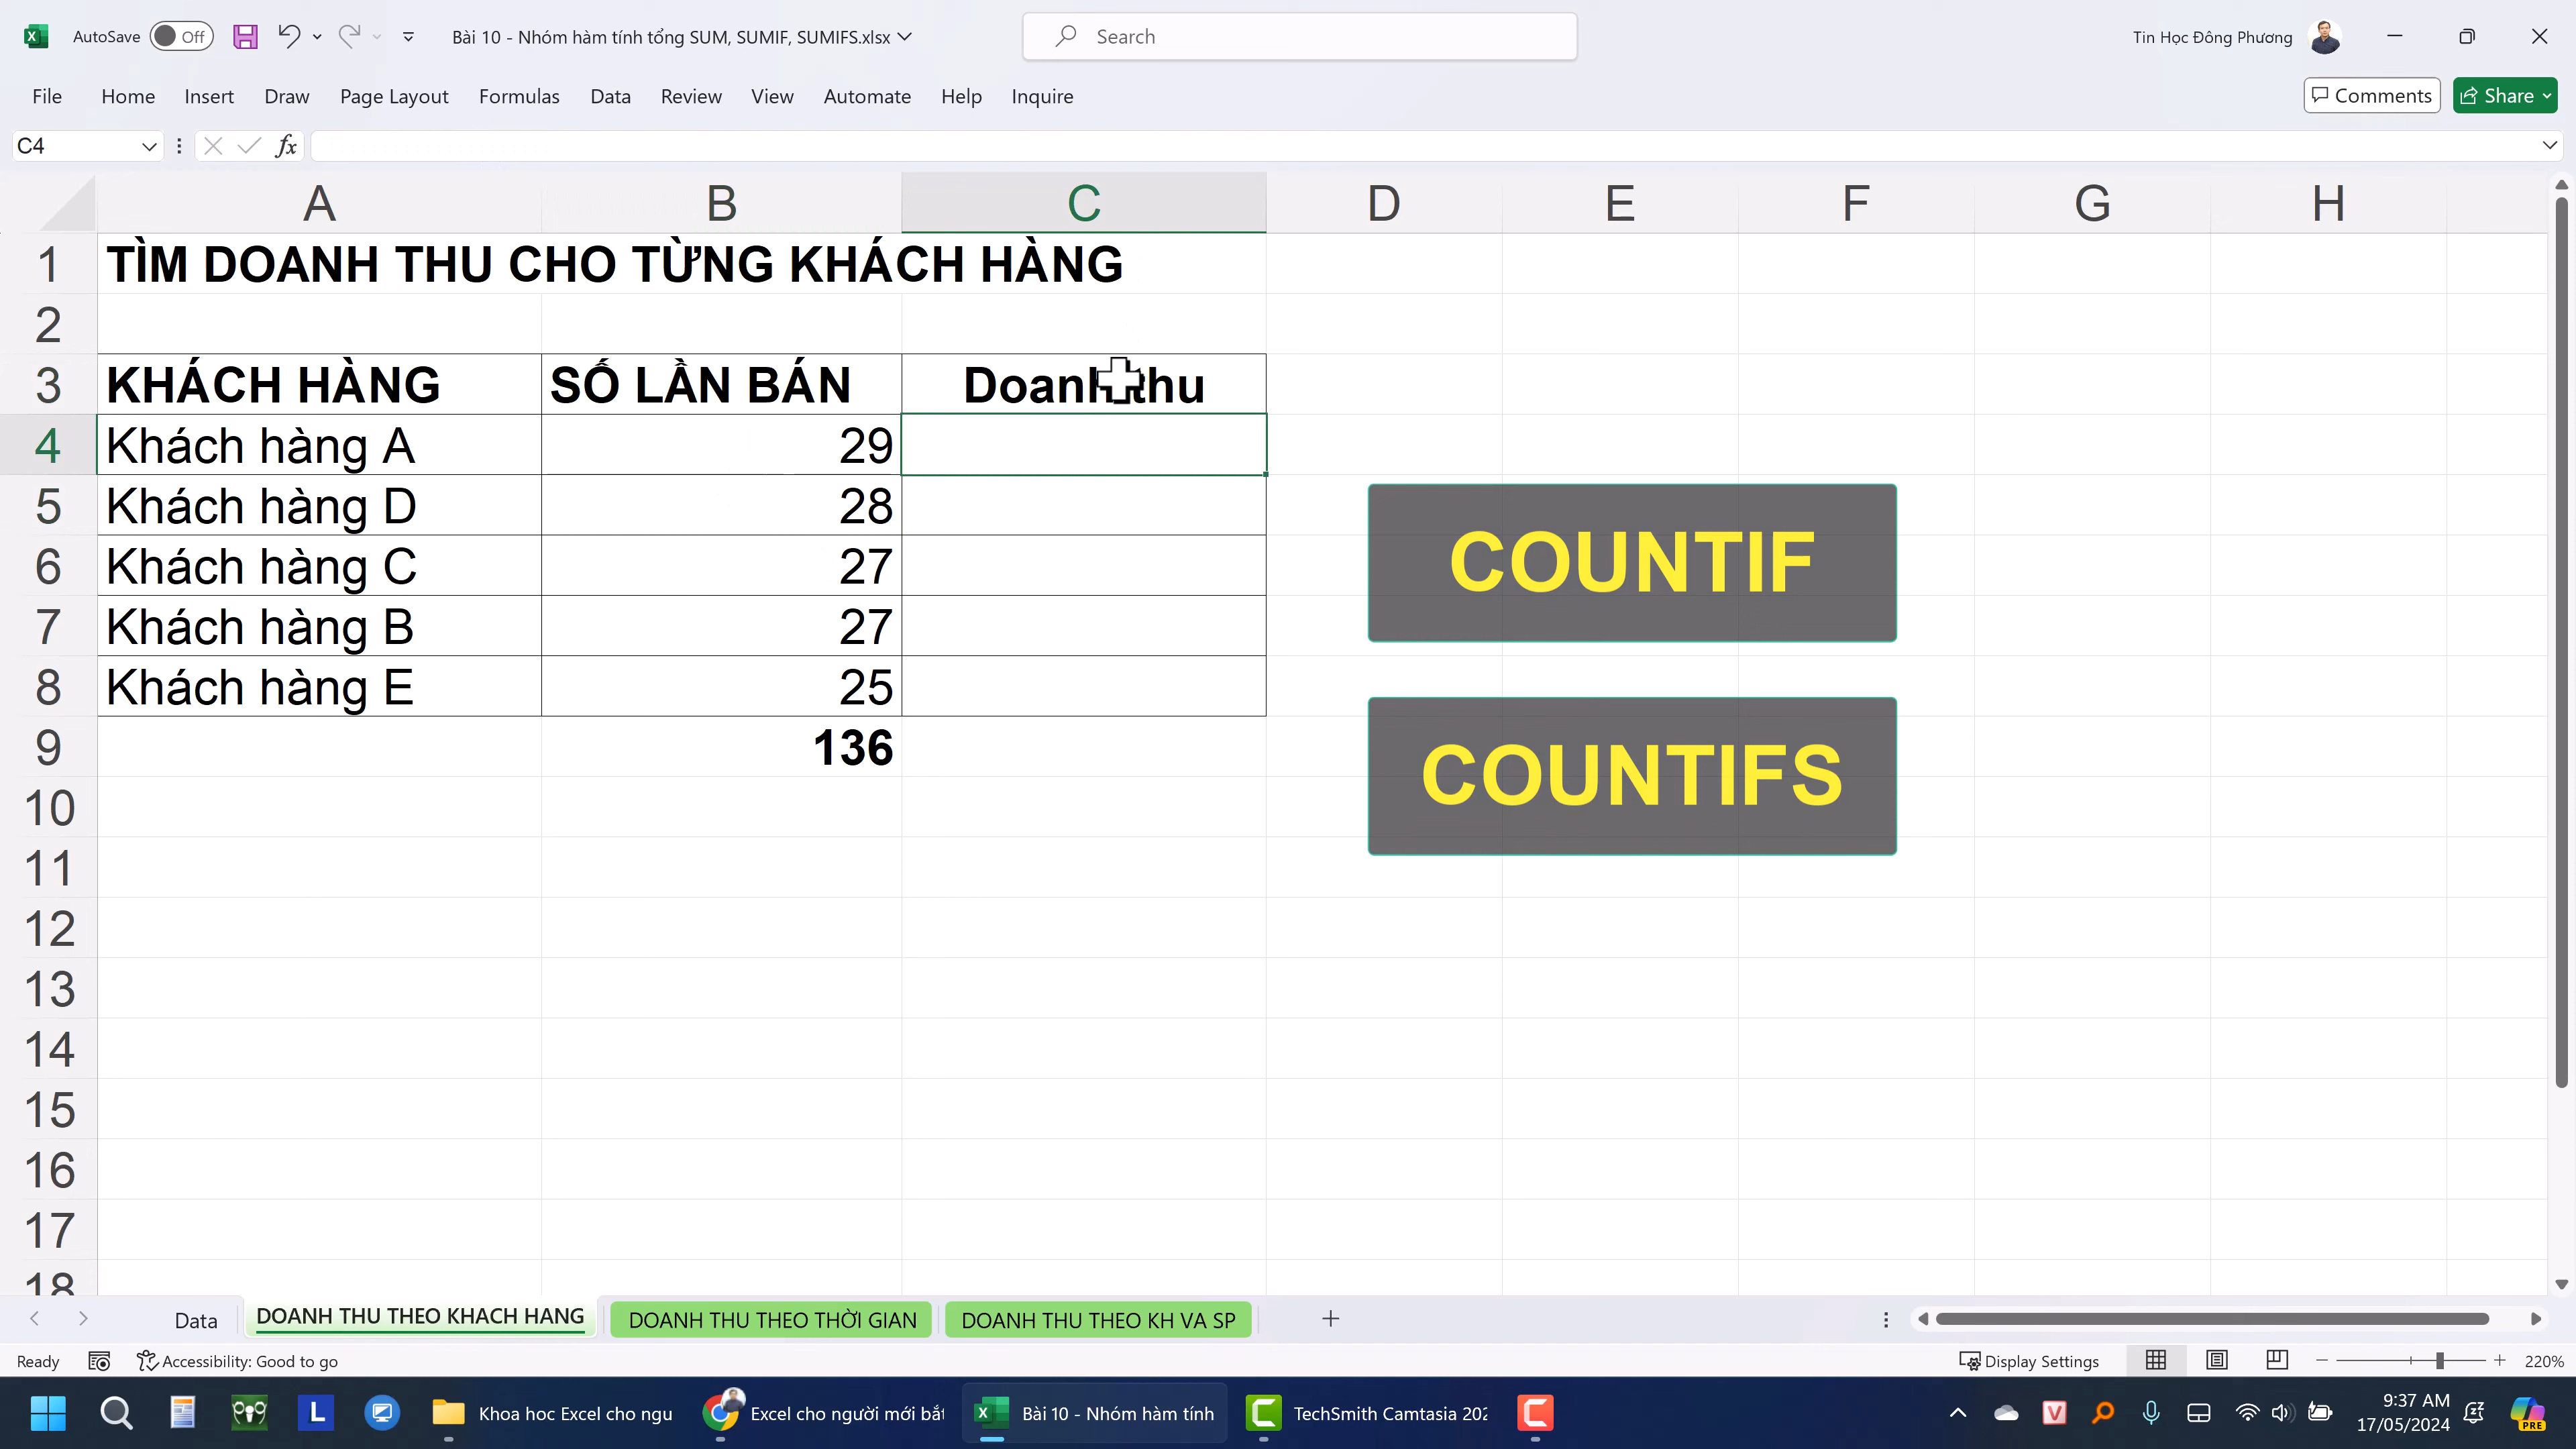 AutoSave Off Bài 10 - Nhóm hàm tính tổng SUM, SUMIF, SUMIFS.xlsx Search Tin Học Đông Phương
File Home Insert Draw Page Layout Formulas Data Review View Automate Help Inquire Comments Share
C4 fx
A B C D E F G H
1 TÌM DOANH THU CHO TỪNG KHÁCH HÀNG
2
3 KHÁCH HÀNG SỐ LẦN BÁN Doanh thu
4 Khách hàng A 29
5 Khách hàng D 28
COUNTIF
6 Khách hàng C 27
7 Khách hàng B 27
8 Khách hàng E 25
COUNTIFS
9 136
10
11
12
13
14
15
16
17
18
Data DOANH THU THEO KHACH HANG DOANH THU THEO THỜI GIAN DOANH THU THEO KH VA SP
Ready Accessibility: Good to go Display Settings 220%
L Khoa hoc Excel cho ngu Excel cho người mới bắt Bài 10 - Nhóm hàm tính TechSmith Camtasia 202 V 9:37 AM PRE
17/05/2024